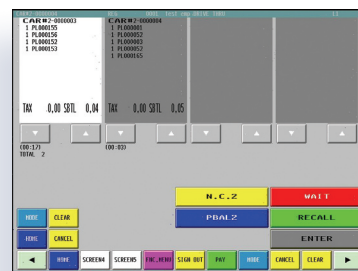 CAR#2-0000003
1 PL000155
1 PL000156
1 PL000152
1 PL000153
TAX 0.00 SBTL 0.04
CAR#2-0000004
1 PL000001
1 PL000052
1 PL000003
1 PL000052
1 PL000165
TAX 0.00 SBTL 0.05
(00:17)
TOTAL 2
(00:03)
N.C.2
WAIT
MODE
CLEAR
PBAL2
RECALL
HOME
CANCEL
ENTER
HOME
SCREEN4
SCREEN5
FNC.MENU
SIGN OUT
PAY
MODE
CANCEL
CLEAR